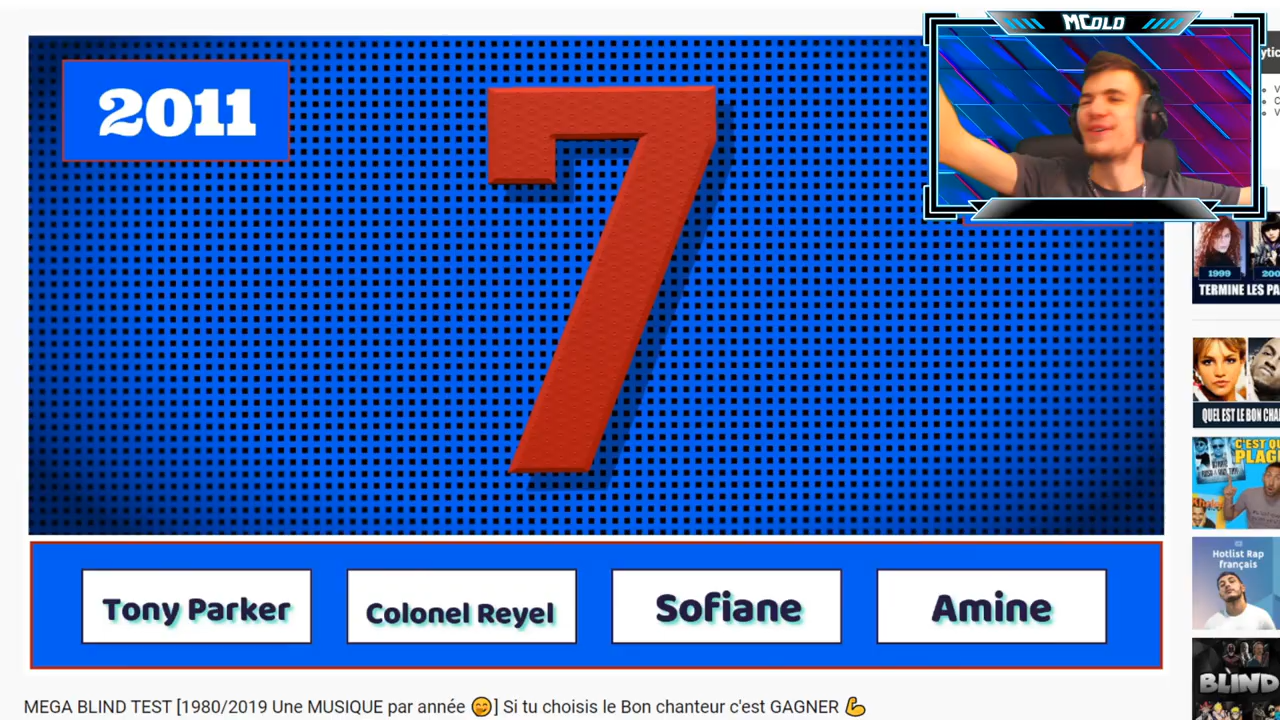 MCOLO
2011
7
Tony Parker
Colonel Reyel
Sofiane
Amine
MEGA BLIND TEST [1980/2019 Une MUSIQUE par année 😁] Si tu choisis le Bon chanteur c'est GAGNER 💪
1999
TERMINE LES PA
QUEL EST LE BON CHA
C'EST QU
PLAG
Hotlist Rap
français
BLIND